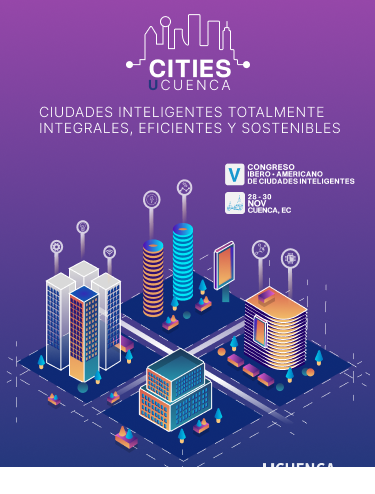 CITIES
UCUENCA
CIUDADES INTELIGENTES TOTALMENTE
INTEGRALES, EFICIENTES Y SOSTENIBLES
V
CONGRESO
IBERO - AMERICANO
DE CIUDADES INTELIGENTES
28 - 30
NOV
CUENCA, EC
UCUENCA